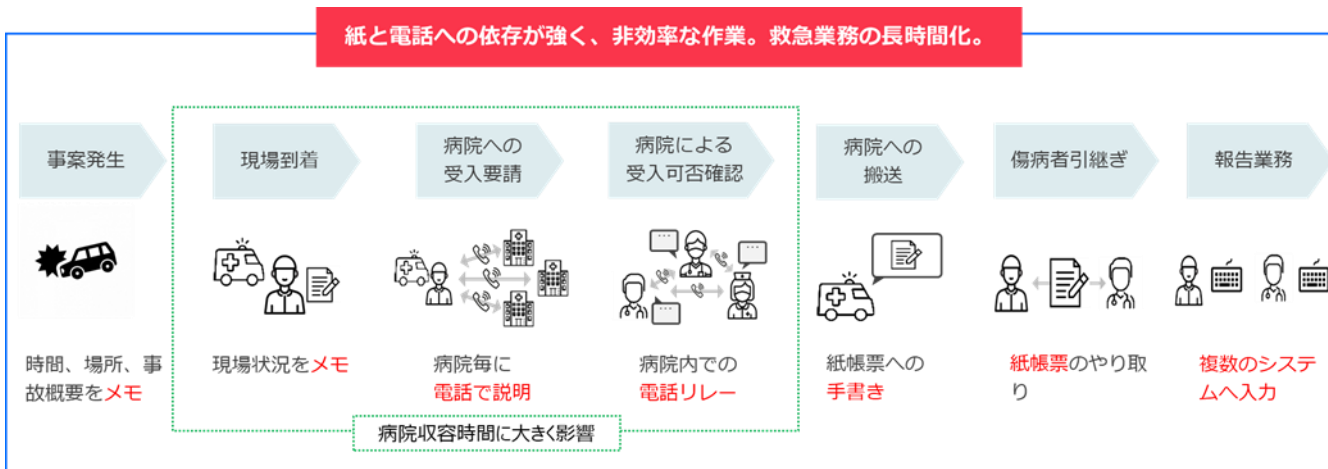 紙と電話への依存が強く、非効率な作業。救急業務の長時間化。
事案発生
現場到着
病院への
受入要請
病院による
受入可否確認
病院への
搬送
傷病者引継ぎ
報告業務
時間、場所、事
故概要をメモ
現場状況をメモ
病院毎に
電話で説明
病院内での
電話リレー
紙帳票への
手書き
紙帳票のやり取
り
複数のシステ
ムへ入力
病院収容時間に大きく影響